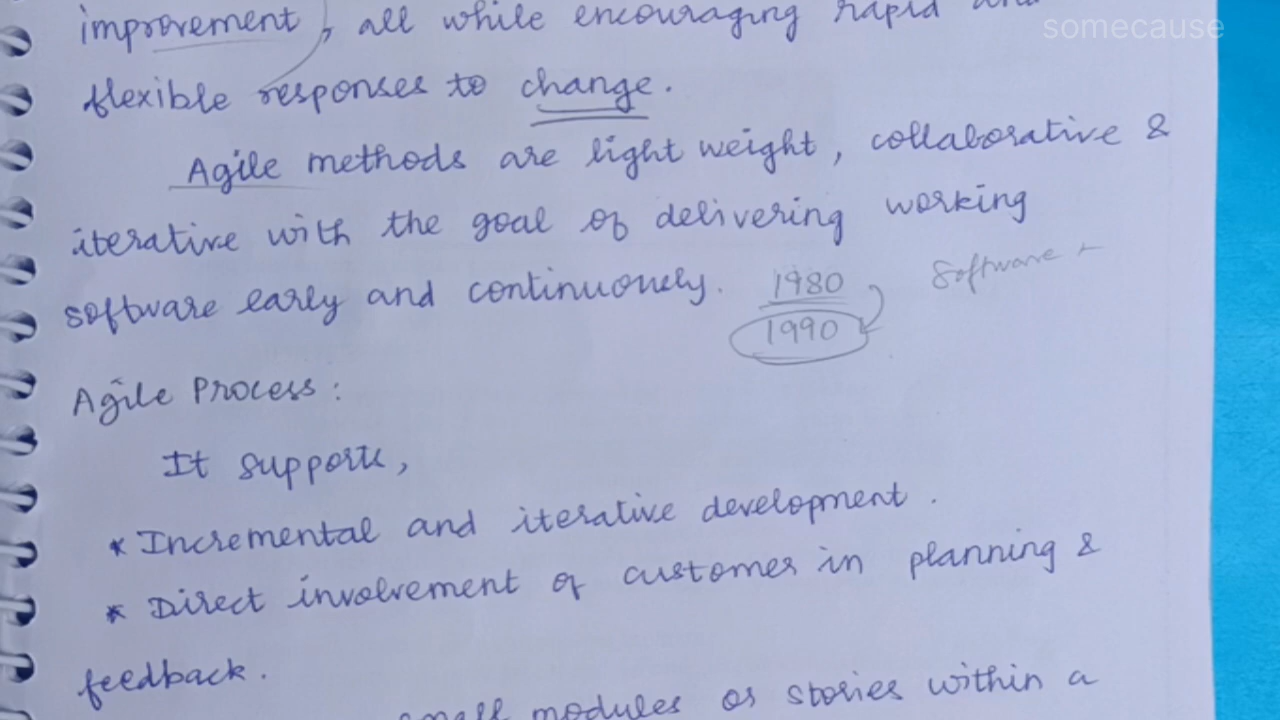 improvement, all while encouraging rapid and
somecause
flexible responses to change.
Agile methods are light weight, collaborative &
iterative with the goal of delivering working
software early and continuously. 1980
Software
1990
Agile Process:
It supports,
* Incremental and iterative development.
* Direct involvement of customer in planning &
feedback.
small modules or stories within a